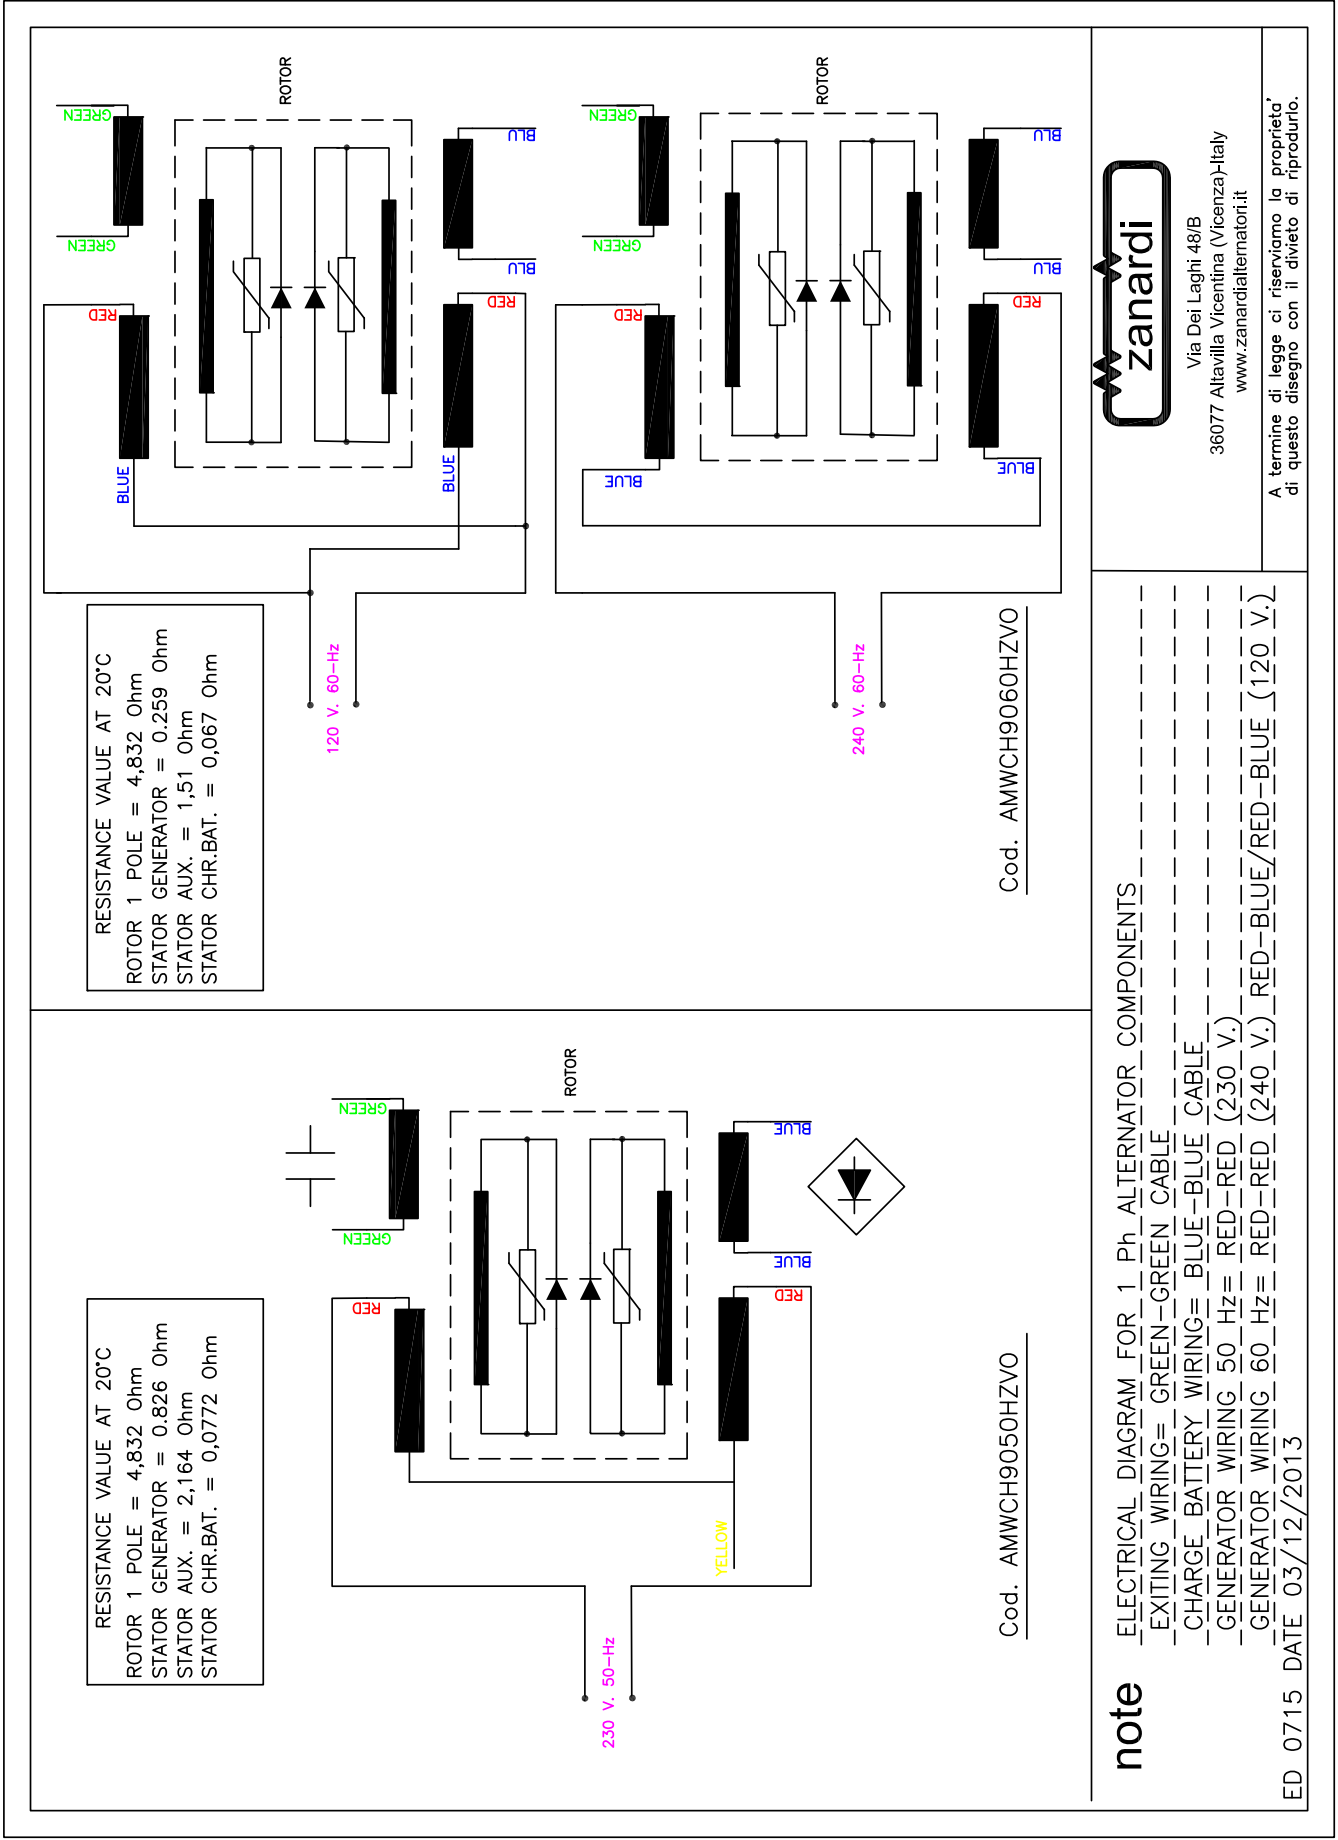 RESISTANCE VALUE AT 20°C
ROTOR 1 POLE = 4,832 Ohm
STATOR GENERATOR = 0.826 Ohm
STATOR AUX. = 2,164 Ohm
STATOR CHR.BAT. = 0,0772 Ohm
GREEN
GREEN
RED
ROTOR
BLUE
BLUE
RED
YELLOW
230 V. 50-Hz
Cod. AMWCH9050HZVO
RESISTANCE VALUE AT 20°C
ROTOR 1 POLE = 4,832 Ohm
STATOR GENERATOR = 0.259 Ohm
STATOR AUX. = 1,51 Ohm
STATOR CHR.BAT. = 0,067 Ohm
GREEN
GREEN
RED
BLUE
ROTOR
BLU
BLU
RED
BLUE
120 V. 60-Hz
GREEN
GREEN
RED
BLUE
ROTOR
BLU
BLU
RED
BLUE
240 V. 60-Hz
Cod. AMWCH9060HZVO
note
ELECTRICAL DIAGRAM FOR 1 Ph ALTERNATOR COMPONENTS
EXITING WIRING= GREEN-GREEN CABLE
CHARGE BATTERY WIRING= BLUE-BLUE CABLE
GENERATOR WIRING 50 Hz= RED-RED (230 V.)
GENERATOR WIRING 60 Hz= RED-RED (240 V.) RED-BLUE/RED-BLUE (120 V.)
ED 0715 DATE 03/12/2013
zanardi
Via Dei Laghi 48/B
36077 Altavilla Vicentina (Vicenza)-Italy
www.zanardialternatori.it
A termine di legge ci riserviamo la proprieta'
di questo disegno con il divieto di riprodurlo.